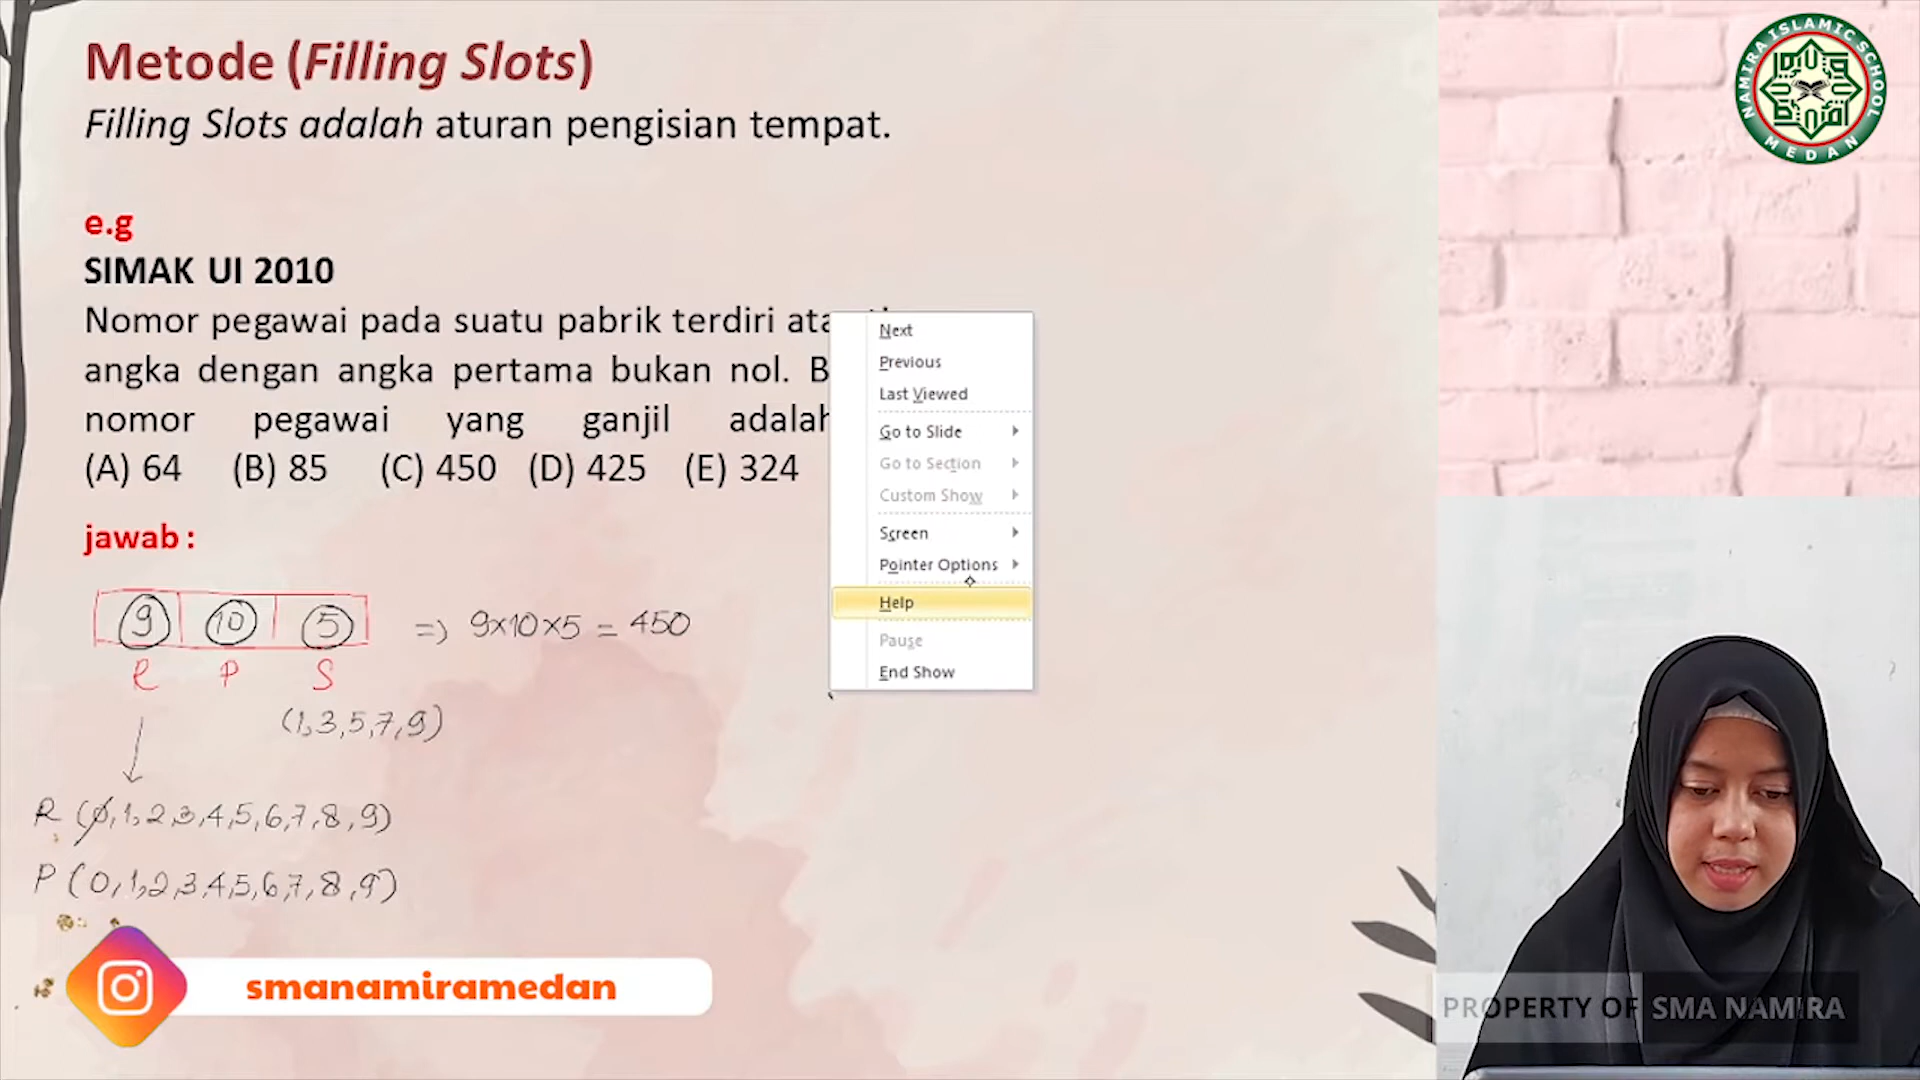 Metode (Filling Slots)
Filling Slots adalah aturan pengisian tempat.
e.g
SIMAK UI 2010
Nomor pegawai pada suatu pabrik terdiri
angka dengan angka pertama bukan nol.
nomor pegawai yang ganjil adalah
(A) 64 (B) 85 (C) 450 (D) 425 (E) 324
jawab :
9 10 5 => 9x10x5 = 450
R P S
(1,3,5,7,9)
R (0,1,2,3,4,5,6,7,8,9)
P (0,1,2,3,4,5,6,7,8,9)
smanamiramedan
Next
Previous
Last Viewed
Go to Slide
Go to Section
Custom Show
Screen
Pointer Options
Help
Pause
End Show
NAMIRA ISLAMIC SCHOOL
MEDAN
PROPERTY OF SMA NAMIRA